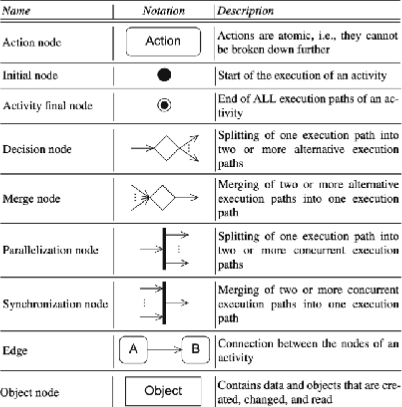 Name Notation Description
Action node Action Actions are atomic, i.e., they cannot
be broken down further
Initial node Start of the execution of an activity
Activity final node End of ALL execution paths of an ac-
tivity
Decision node Splitting of one execution path into
two or more alternative execution
paths
Merge node Merging of two or more alternative
execution paths into one execution
path
Parallelization node Splitting of one execution path into
two or more concurrent execution
paths
Synchronization node Merging of two or more concurrent
execution paths into one execution
path
Edge A B Connection between the nodes of an
activity
Object node Object Contains data and objects that are cre-
ated, changed, and read